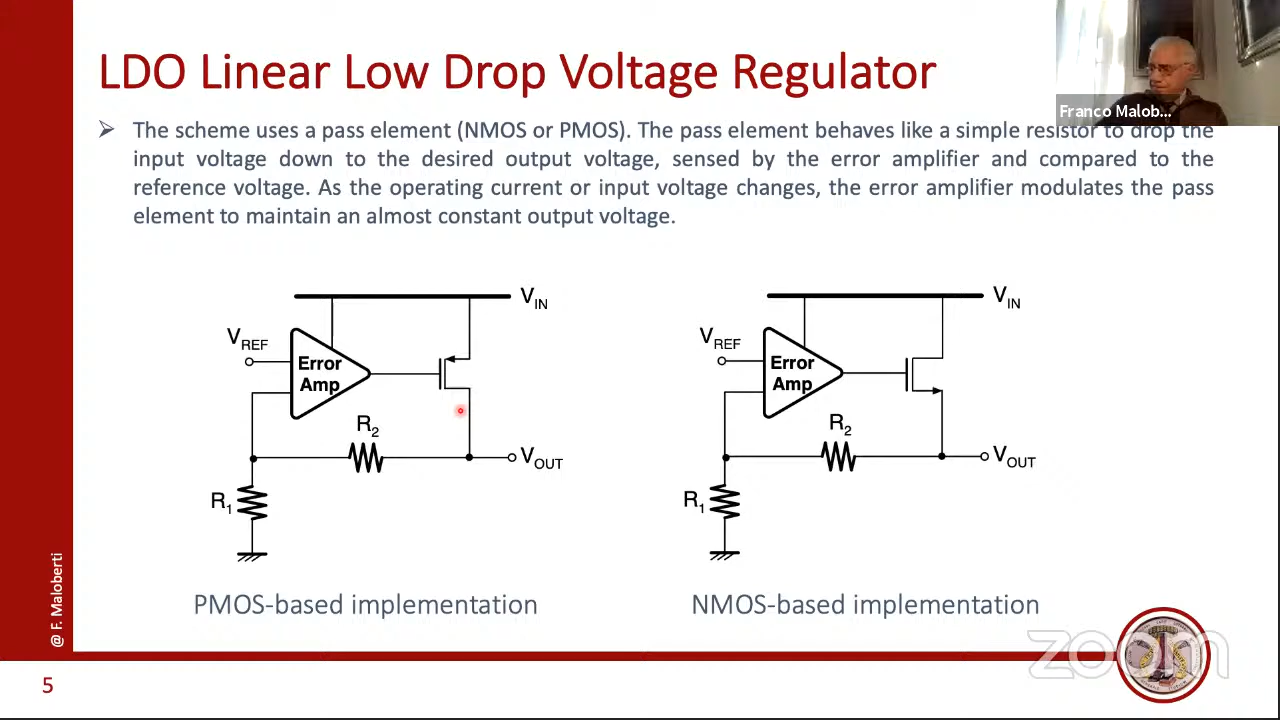 LDO Linear Low Drop Voltage Regulator
Franco Malob...
➢ The scheme uses a pass element (NMOS or PMOS). The pass element behaves like a simple resistor to drop the
input voltage down to the desired output voltage, sensed by the error amplifier and compared to the
reference voltage. As the operating current or input voltage changes, the error amplifier modulates the pass
element to maintain an almost constant output voltage.
VIN
VREF
Error
Amp
R2
VOUT
R1
PMOS-based implementation
VIN
VREF
Error
Amp
R2
VOUT
R1
NMOS-based implementation
@ F. Maloberti
zoom
5